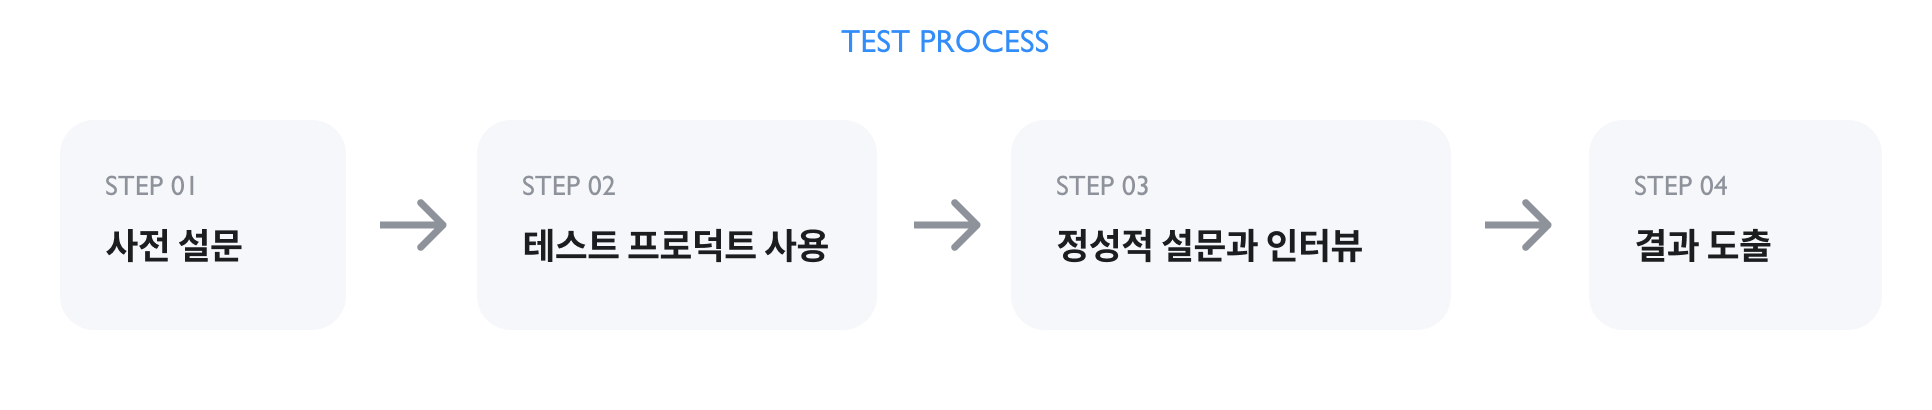 TEST PROCESS
STEP 01
사전 설문
STEP 02
테스트 프로덕트 사용
STEP 03
정성적 설문과 인터뷰
STEP 04
결과 도출